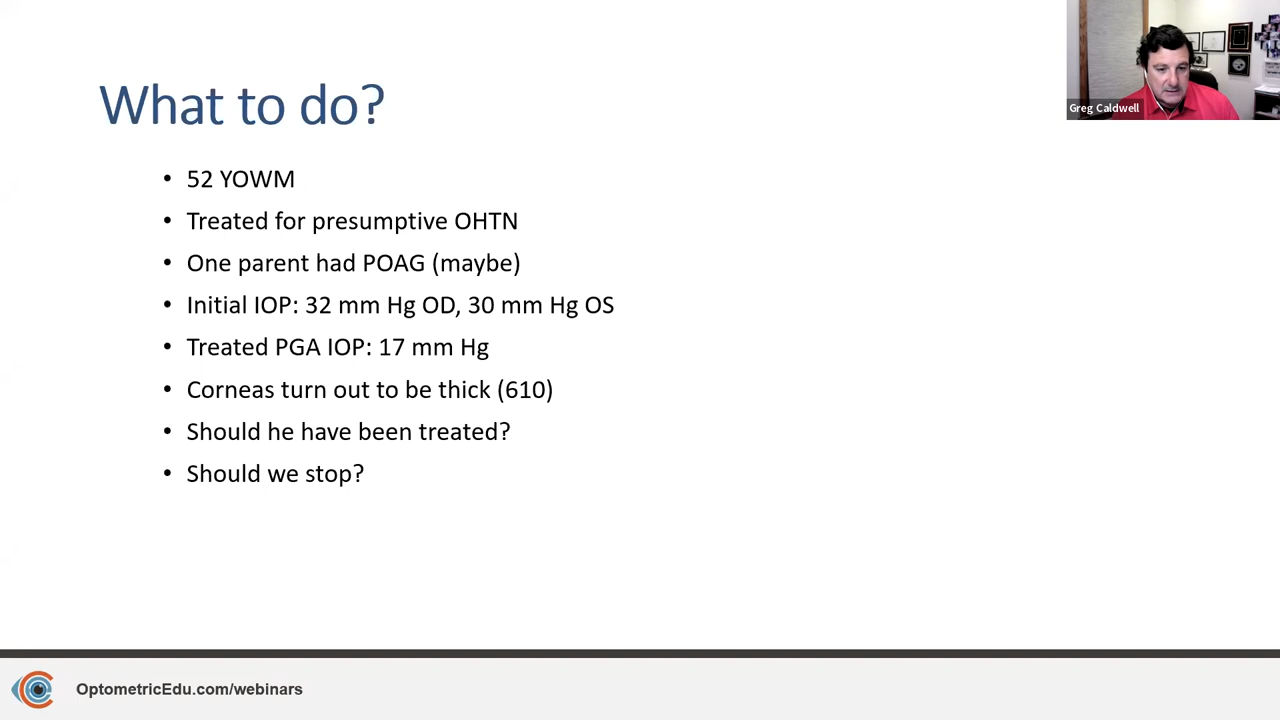 Greg Caldwell
What to do?
• 52 YOWM
• Treated for presumptive OHTN
• One parent had POAG (maybe)
• Initial IOP: 32 mm Hg OD, 30 mm Hg OS
• Treated PGA IOP: 17 mm Hg
• Corneas turn out to be thick (610)
• Should he have been treated?
• Should we stop?
OptometricEdu.com/webinars